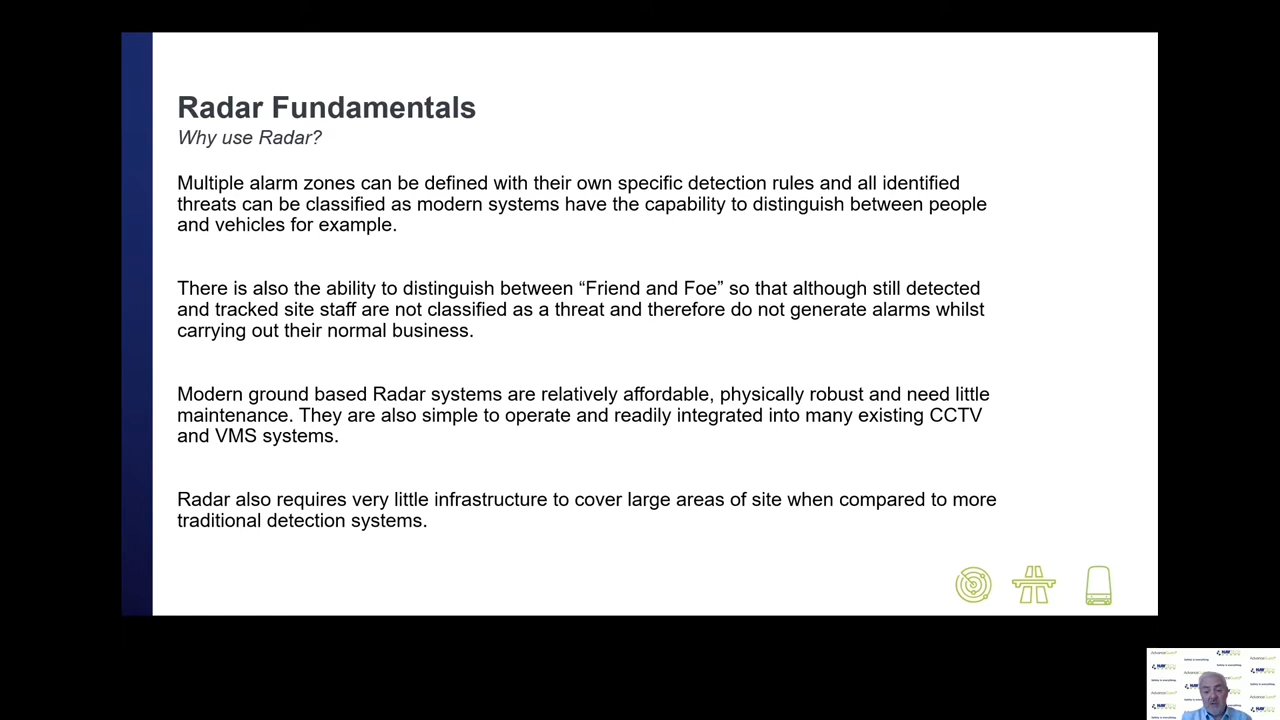 Radar Fundamentals
Why use Radar?
Multiple alarm zones can be defined with their own specific detection rules and all identified
threats can be classified as modern systems have the capability to distinguish between people
and vehicles for example.
There is also the ability to distinguish between “Friend and Foe” so that although still detected
and tracked site staff are not classified as a threat and therefore do not generate alarms whilst
carrying out their normal business.
Modern ground based Radar systems are relatively affordable, physically robust and need little
maintenance. They are also simple to operate and readily integrated into many existing CCTV
and VMS systems.
Radar also requires very little infrastructure to cover large areas of site when compared to more
traditional detection systems.